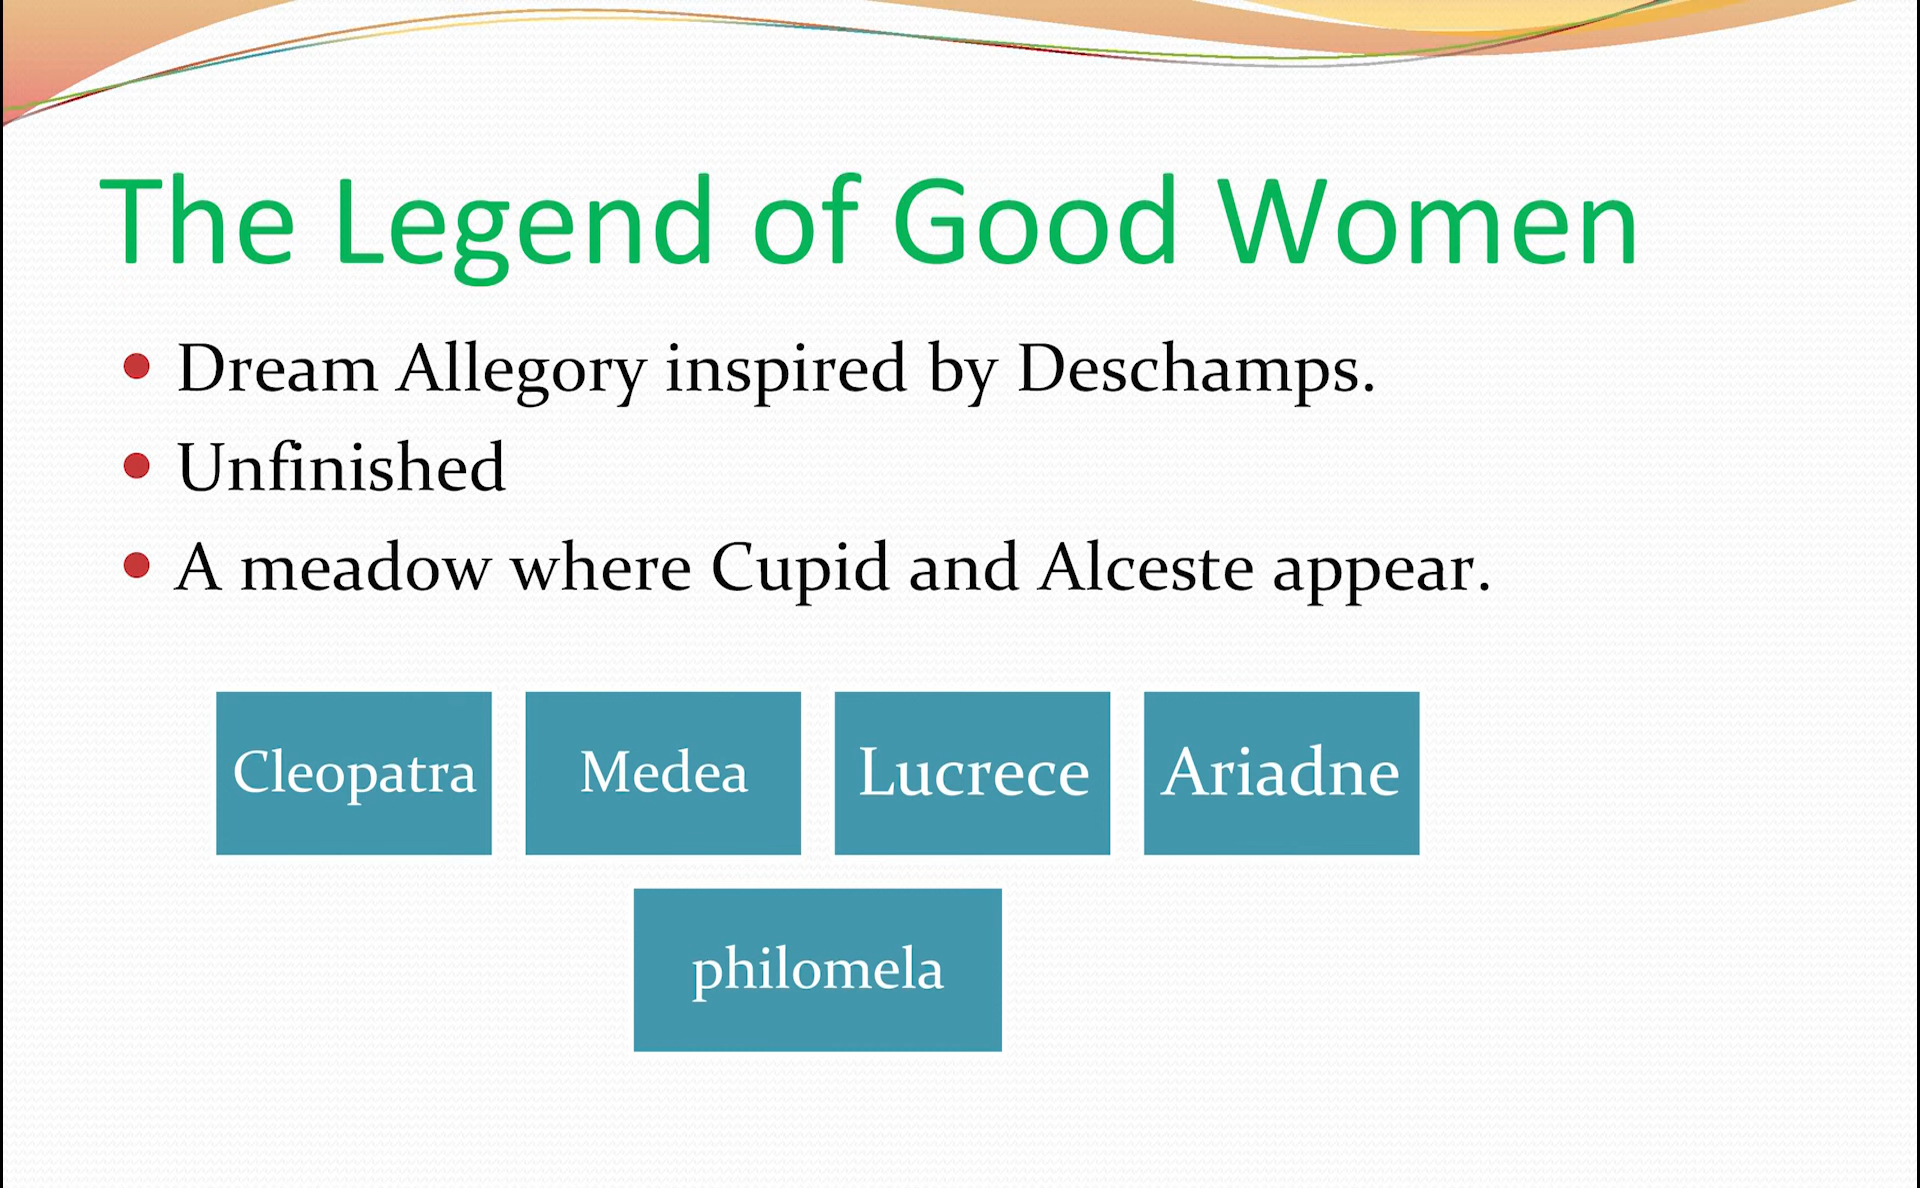 The Legend of Good Women
Dream Allegory inspired by Deschamps.
Unfinished
A meadow where Cupid and Alceste appear.
Cleopatra
Medea
Lucrece
Ariadne
philomela